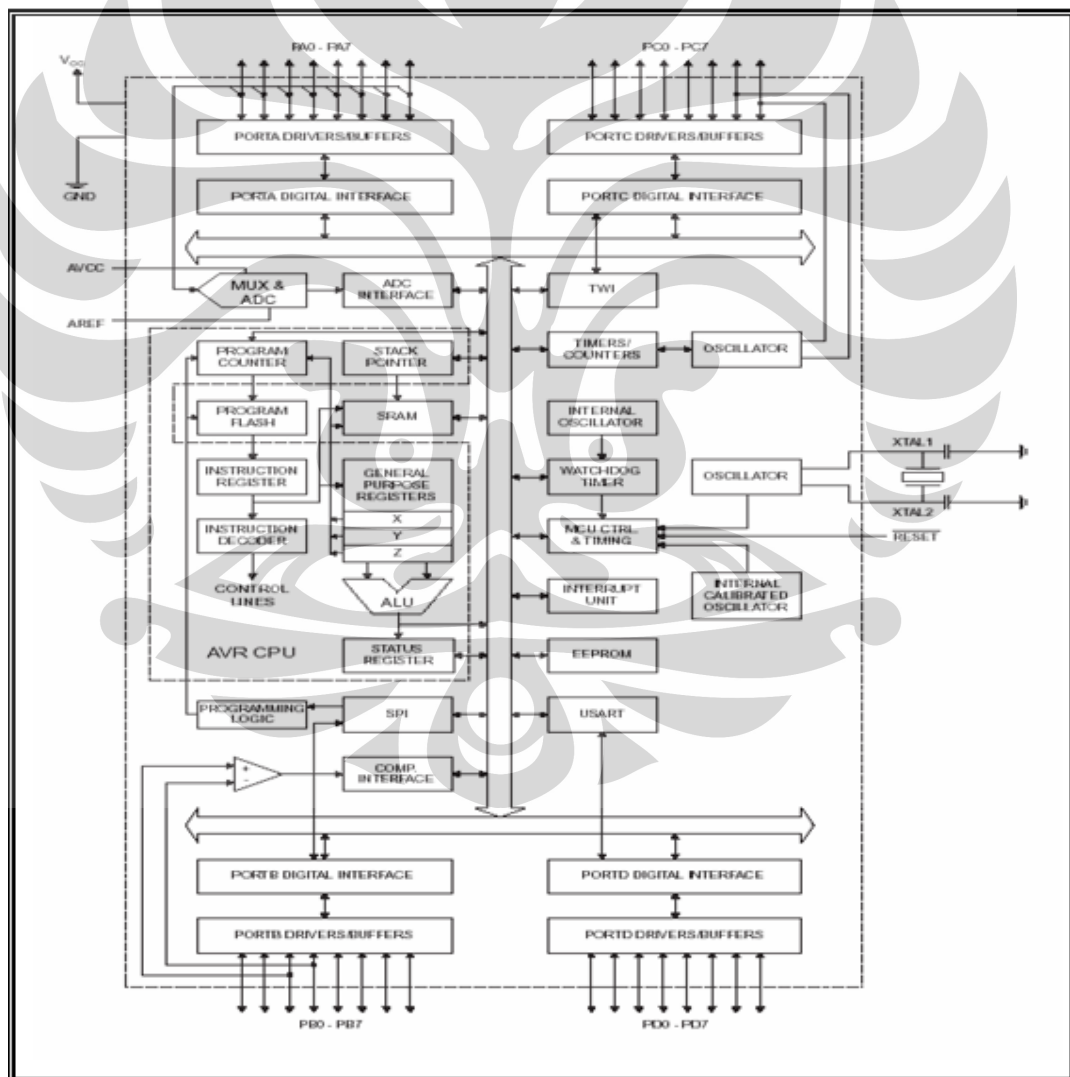 PA0 - PA7
PC0 - PC7
VCC
PORTA DRIVERS/BUFFERS
PORTC DRIVERS/BUFFERS
GND
PORTA DIGITAL INTERFACE
PORTC DIGITAL INTERFACE
AVCC
MUX &
ADC
ADC
INTERFACE
TWI
AREF
PROGRAM
COUNTER
STACK
POINTER
TIMERS/
COUNTERS
OSCILLATOR
PROGRAM
FLASH
SRAM
INTERNAL
OSCILLATOR
XTAL1
INSTRUCTION
REGISTER
GENERAL
PURPOSE
REGISTERS
WATCHDOG
TIMER
OSCILLATOR
XTAL2
X
INSTRUCTION
DECODER
Y
MCU CTRL.
& TIMING
RESET
Z
CONTROL
LINES
ALU
INTERRUPT
UNIT
INTERNAL
CALIBRATED
OSCILLATOR
AVR CPU
STATUS
REGISTER
EEPROM
PROGRAMMING
LOGIC
SPI
USART
+
-
COMP.
INTERFACE
PORTB DIGITAL INTERFACE
PORTD DIGITAL INTERFACE
PORTB DRIVERS/BUFFERS
PORTD DRIVERS/BUFFERS
PB0 - PB7
PD0 - PD7